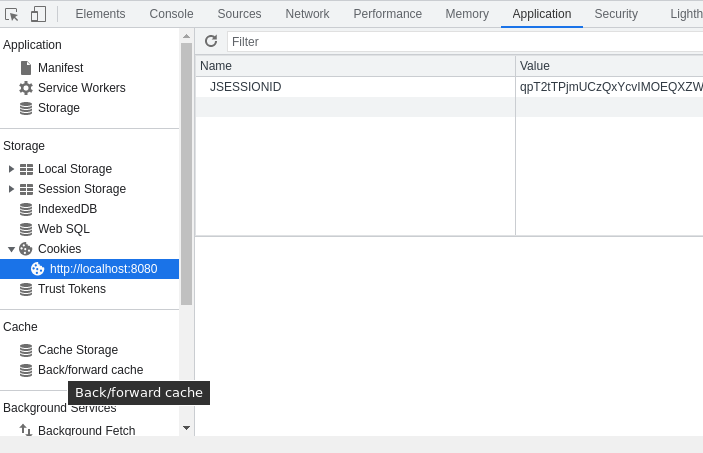 Elements Console Sources Network Performance Memory Application Security Lighth
Application
Manifest
Service Workers
Storage
Storage
Local Storage
Session Storage
IndexedDB
Web SQL
Cookies
http://localhost:8080
Trust Tokens
Cache
Cache Storage
Back/forward cache
Back/forward cache
Background Services
Background Fetch
Filter
Name Value
JSESSIONID qpT2tTPjmUCzQxYcvIMOEQXZW